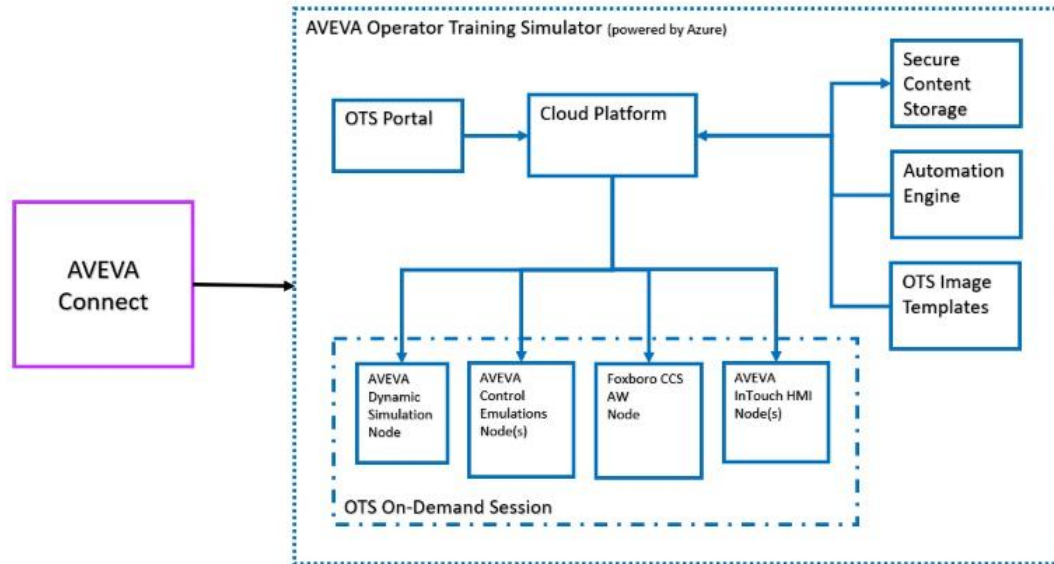 AVEVA Operator Training Simulator (powered by Azure)
OTS Portal
Cloud Platform
Secure
Content
Storage
Automation
Engine
OTS Image
Templates
AVEVA
Connect
AVEVA
Dynamic
Simulation
Node
AVEVA
Control
Emulations
Node(s)
Foxboro CCS
AW
Node
AVEVA
InTouch HMI
Node(s)
OTS On-Demand Session